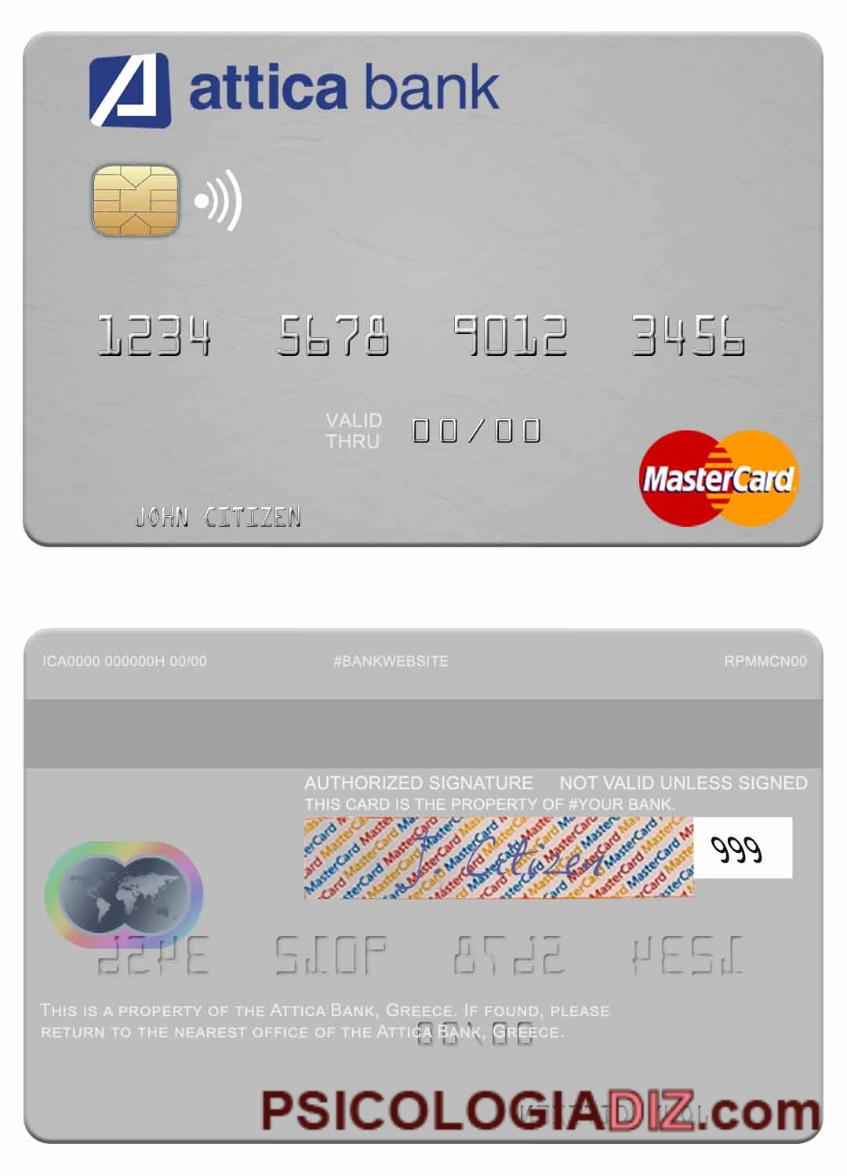 attica bank
1234 5678 9012 3456
VALID
THRU 00/00
MasterCard
JOHN CITIZEN
ICA0000 000000H 00/00 #BANKWEBSITE RPMMCN00
AUTHORIZED SIGNATURE NOT VALID UNLESS SIGNED
THIS CARD IS THE PROPERTY OF #YOUR BANK.
J. Citizen 999
THIS IS A PROPERTY OF THE ATTICA BANK, GREECE. IF FOUND, PLEASE
RETURN TO THE NEAREST OFFICE OF THE ATTICA BANK, GREECE.
PSICOLOGIADIZ.com